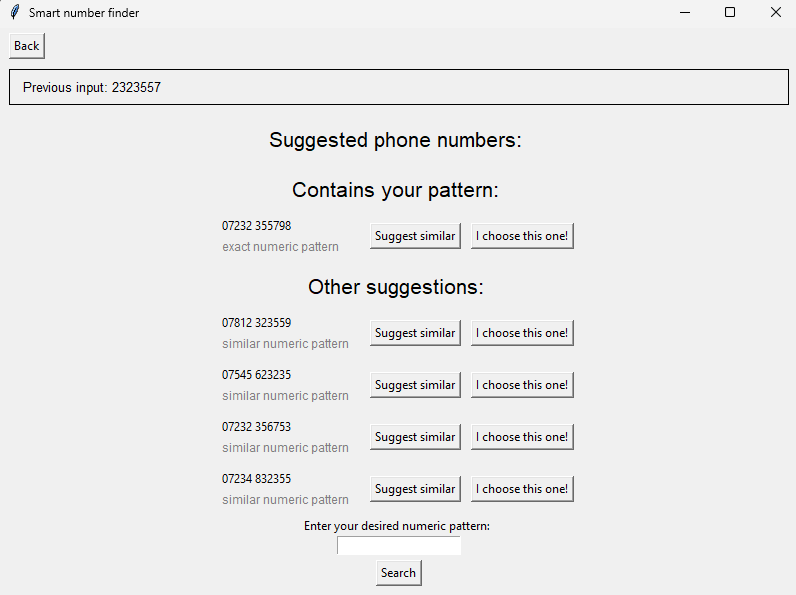 Smart number finder
Back
Previous input: 2323557
Suggested phone numbers:
Contains your pattern:
07232 355798
exact numeric pattern
Suggest similar
I choose this one!
Other suggestions:
07812 323559
similar numeric pattern
Suggest similar
I choose this one!
07545 623235
similar numeric pattern
Suggest similar
I choose this one!
07232 356753
similar numeric pattern
Suggest similar
I choose this one!
07234 832355
similar numeric pattern
Suggest similar
I choose this one!
Enter your desired numeric pattern:
Search